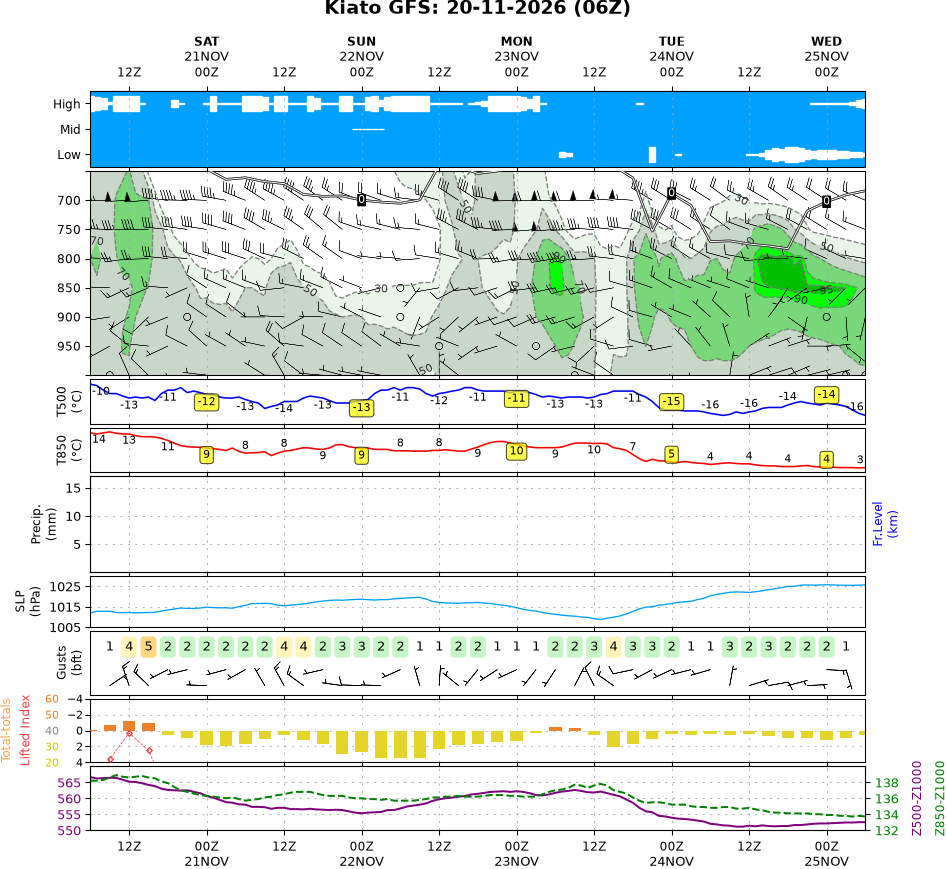 Kiato GFS: 20-11-2026 (06Z)
SAT SUN MON TUE WED
21NOV 22NOV 23NOV 24NOV 25NOV
12Z 00Z 12Z 00Z 12Z 00Z 12Z 00Z 12Z 00Z
High
Mid
Low
700
750
800
850
900
950
70
70
50
30
50
50
50
50
90
95
90
0 0 0
T500
(°C)
-10 -13 -11 -12 -13 -14 -13 -13 -11 -12 -11 -11 -13 -13 -11 -15 -16 -16 -14 -14 16
T850
(°C)
14 13 11 9 8 8 9 9 8 8 9 10 9 10 7 5 4 4 4 4 3
Precip.
(mm)
15
10
5
Fr.Level
(km)
SLP
(hPa)
1025
1015
1005
Gusts
(bft)
1 4 5 2 2 2 2 2 2 4 4 2 3 3 2 2 1 1 2 2 1 1 1 2 2 3 4 3 3 2 1 1 3 2 3 2 2 2 1
Total-totals
Lifted Index
60 −4
50 −2
40 0
30 2
20 4
565
560
555
550
138
136
134
132
Z500-Z1000
Z850-Z1000
12Z 00Z 12Z 00Z 12Z 00Z 12Z 00Z 12Z 00Z
21NOV 22NOV 23NOV 24NOV 25NOV